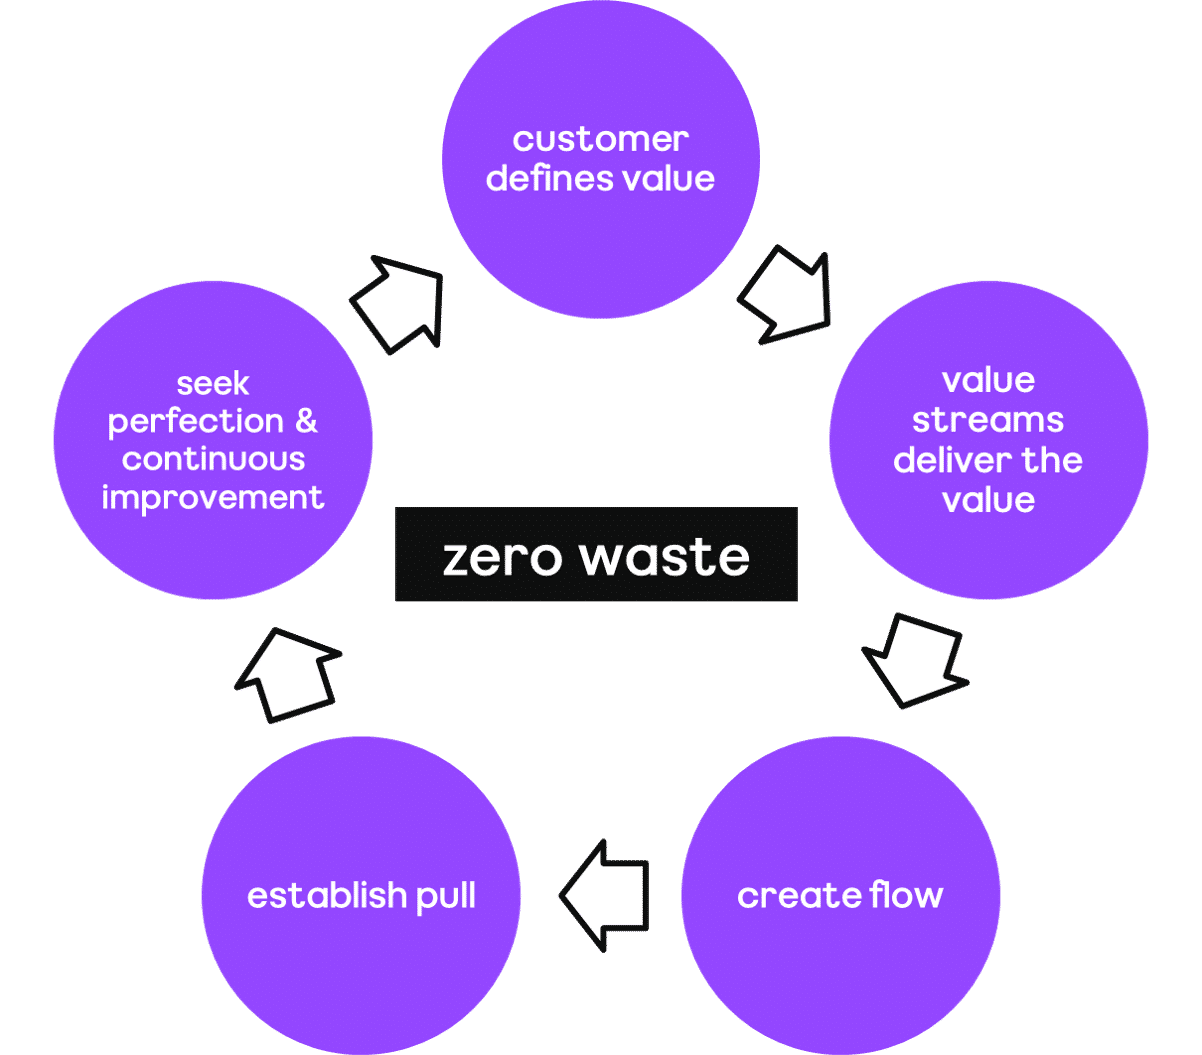 customer
defines value
value
streams
deliver the
value
create flow
establish pull
seek
perfection &
continuous
improvement
zero waste